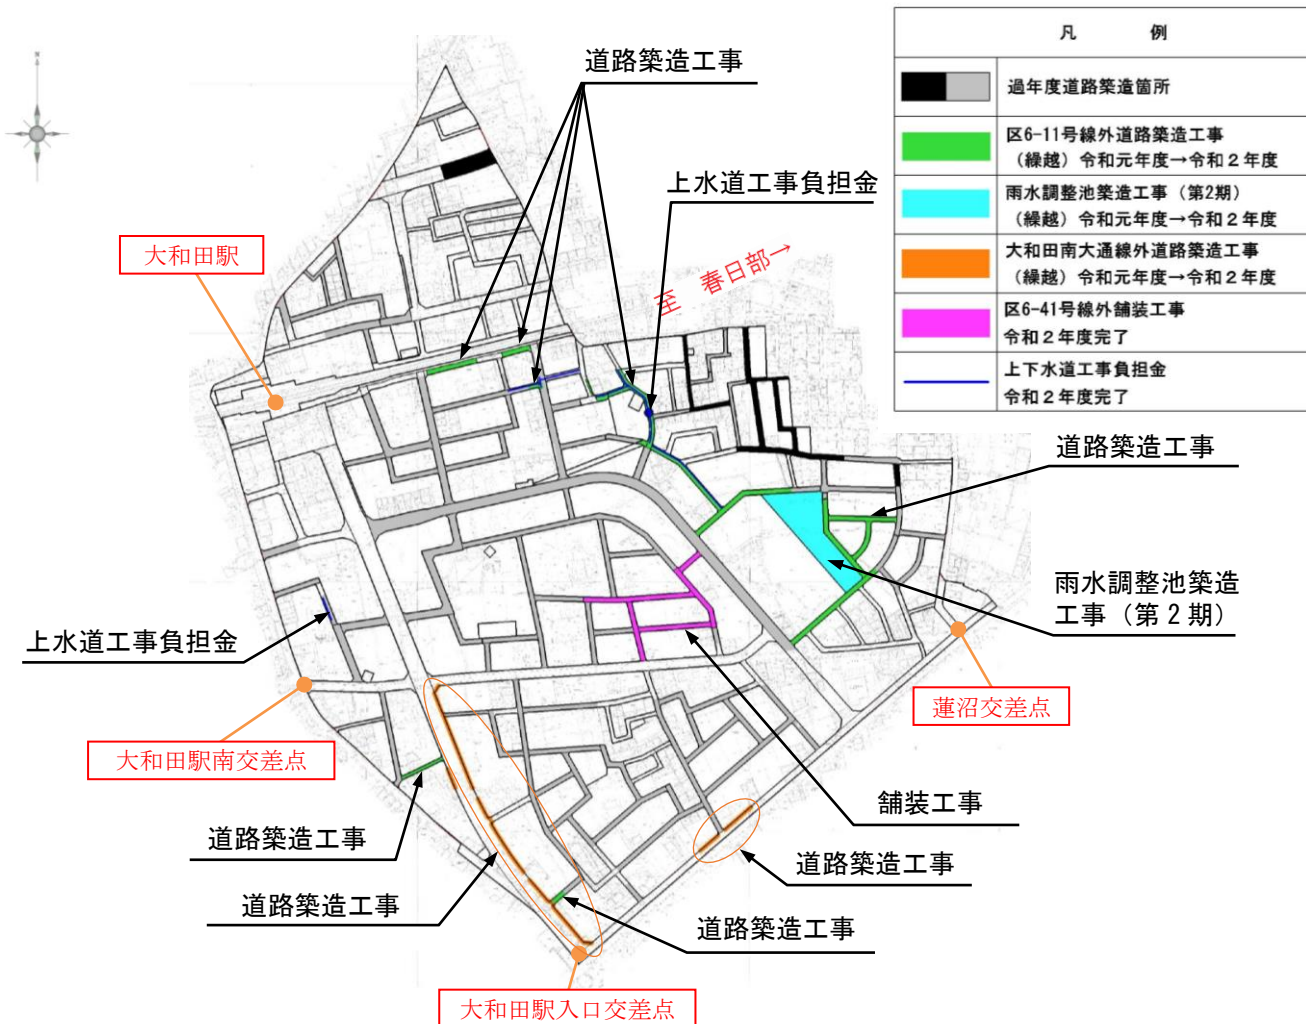 凡 例
過年度道路築造箇所
区6-11号線外道路築造工事
（繰越）令和元年度→令和２年度
雨水調整池築造工事（第2期）
（繰越）令和元年度→令和２年度
大和田南大通線外道路築造工事
（繰越）令和元年度→令和２年度
区6-41号線外舗装工事
令和２年度完了
上下水道工事負担金
令和２年度完了
N
道路築造工事
上水道工事負担金
大和田駅
至 春日部→
道路築造工事
雨水調整池築造
工事（第２期）
上水道工事負担金
蓮沼交差点
大和田駅南交差点
舗装工事
道路築造工事
道路築造工事
道路築造工事
道路築造工事
大和田駅入口交差点